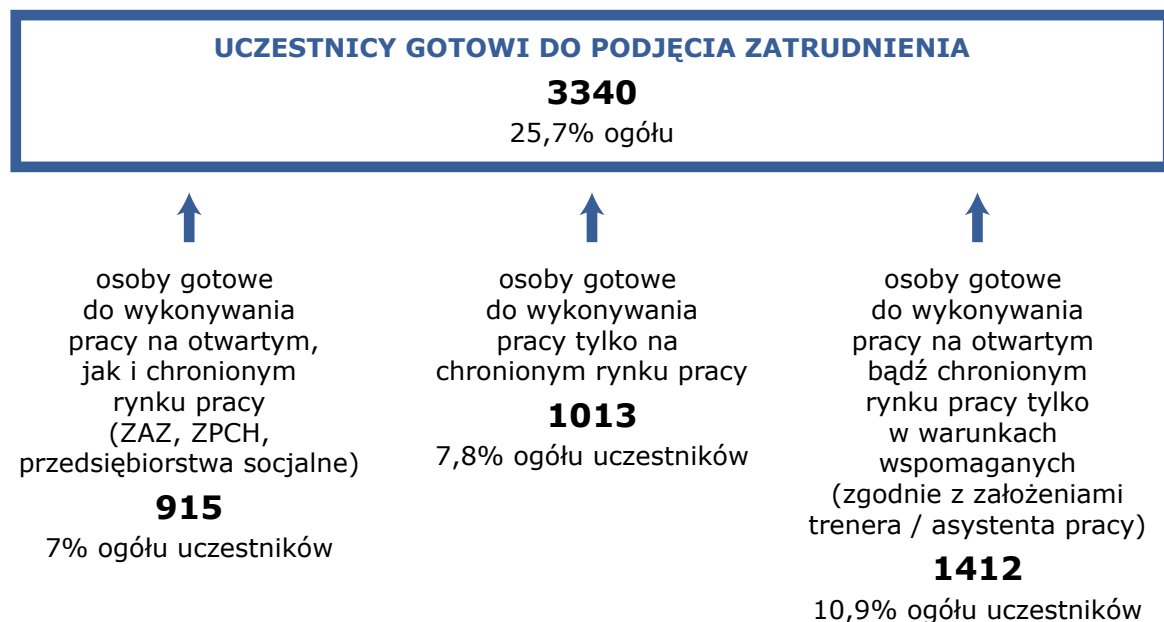 UCZESTNICY GOTOWI DO PODJĘCIA ZATRUDNIENIA
3340
25,7% ogółu
osoby gotowe
do wykonywania
pracy na otwartym,
jak i chronionym
rynku pracy
(ZAZ, ZPCH,
przedsiębiorstwa socjalne)
915
7% ogółu uczestników
osoby gotowe
do wykonywania
pracy tylko na
chronionym rynku pracy
1013
7,8% ogółu uczestników
osoby gotowe
do wykonywania
pracy na otwartym
bądź chronionym
rynku pracy tylko
w warunkach
wspomaganych
(zgodnie z założeniami
trenera / asystenta pracy)
1412
10,9% ogółu uczestników